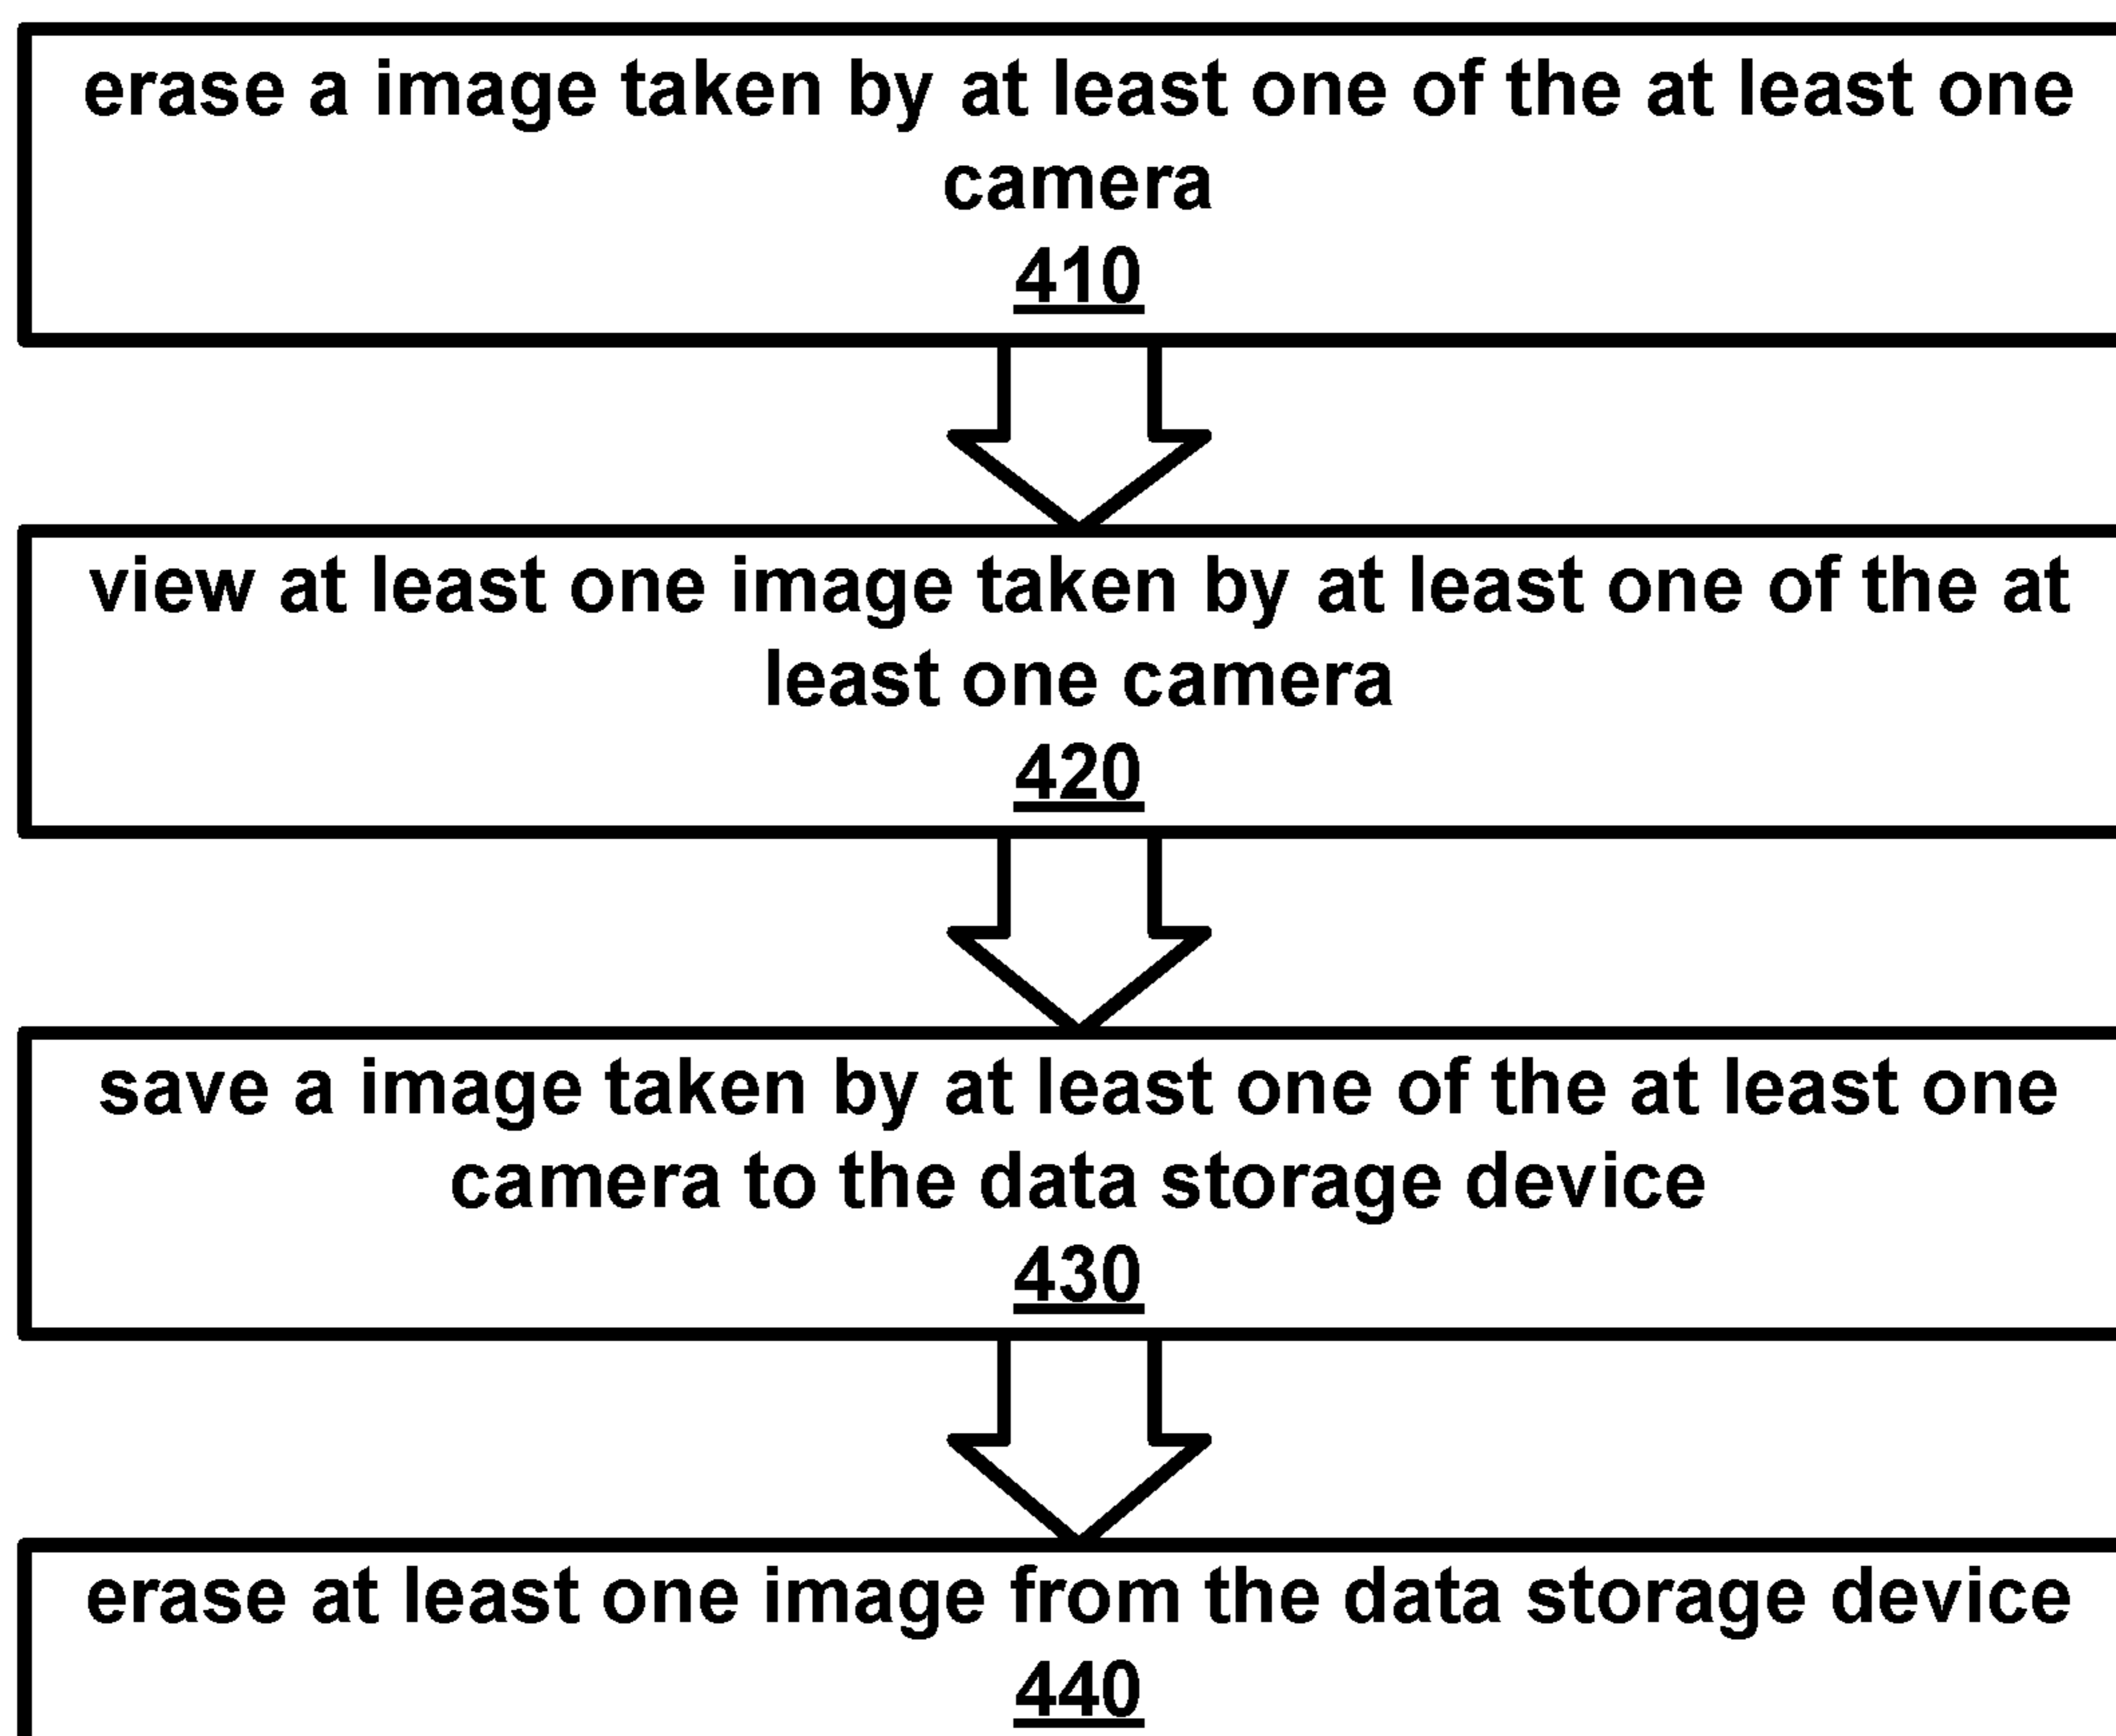 erase a image taken by at least one of the at least one
camera
410
view at least one image taken by at least one of the at
least one camera
420
save a image taken by at least one of the at least one
camera to the data storage device
430
erase at least one image from the data storage device
440